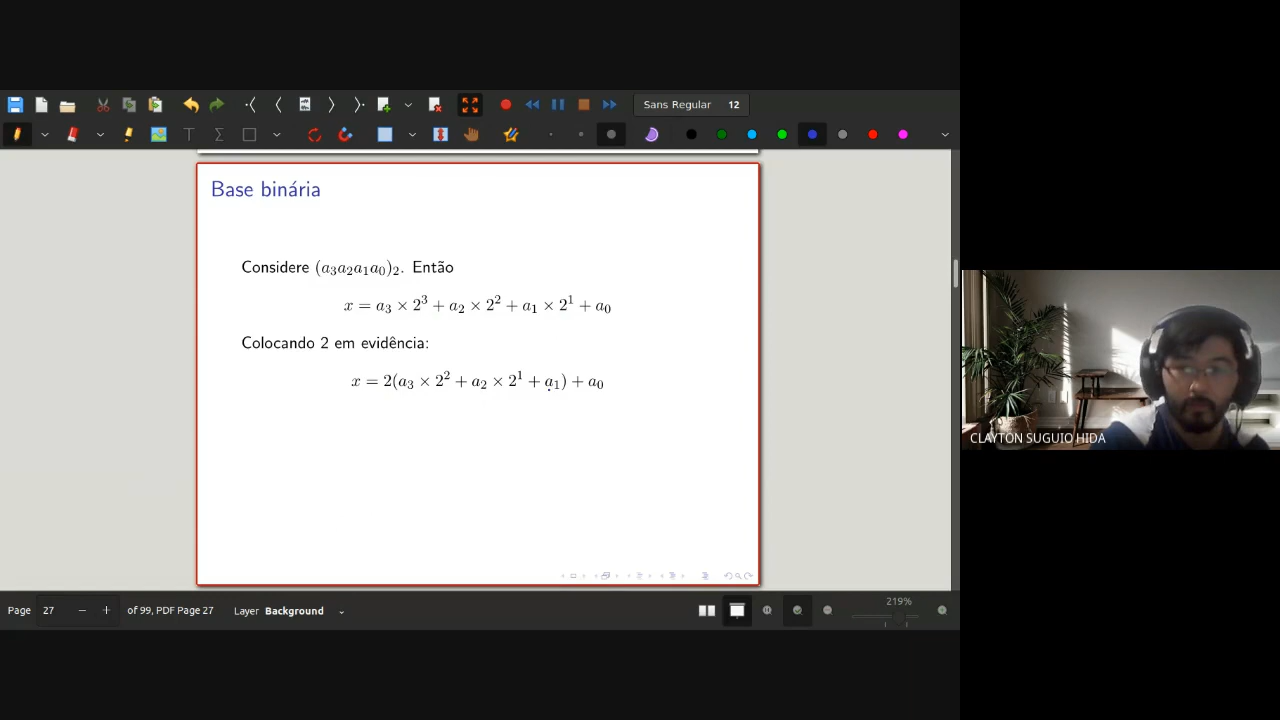 Sans Regular 12
Base binária
Considere (a₃a₂a₁a₀)₂. Então
x = a₃ × 2³ + a₂ × 2² + a₁ × 2¹ + a₀
Colocando 2 em evidência:
x = 2(a₃ × 2² + a₂ × 2¹ + a₁) + a₀
CLAYTON SUGUIO HIDA
Page 27 of 99, PDF Page 27 Layer Background 219%